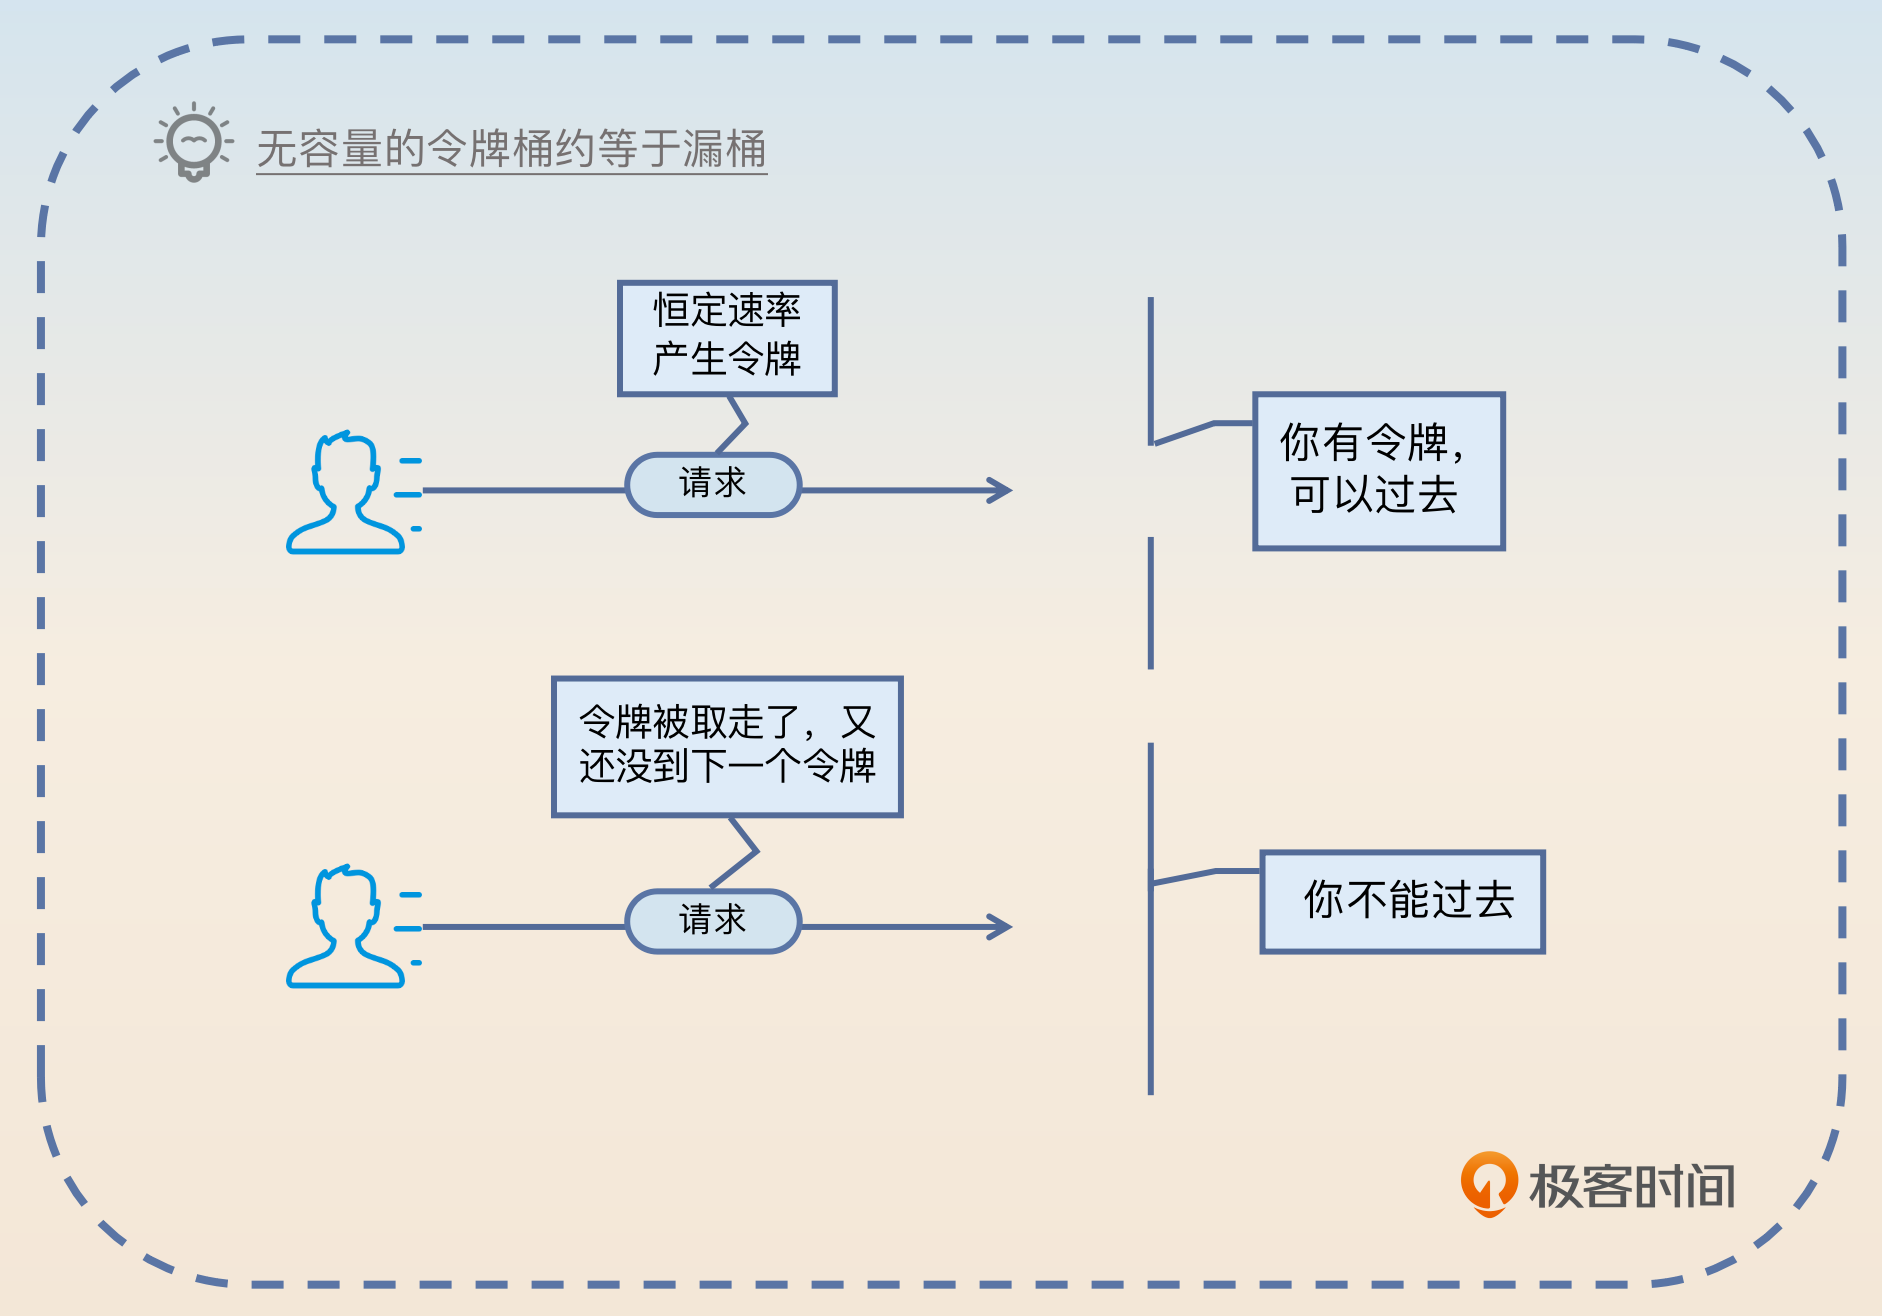 无容量的令牌桶约等于漏桶
恒定速率
产生令牌
请求
你有令牌，
可以过去
令牌被取走了，又
还没到下一个令牌
请求
你不能过去
极客时间